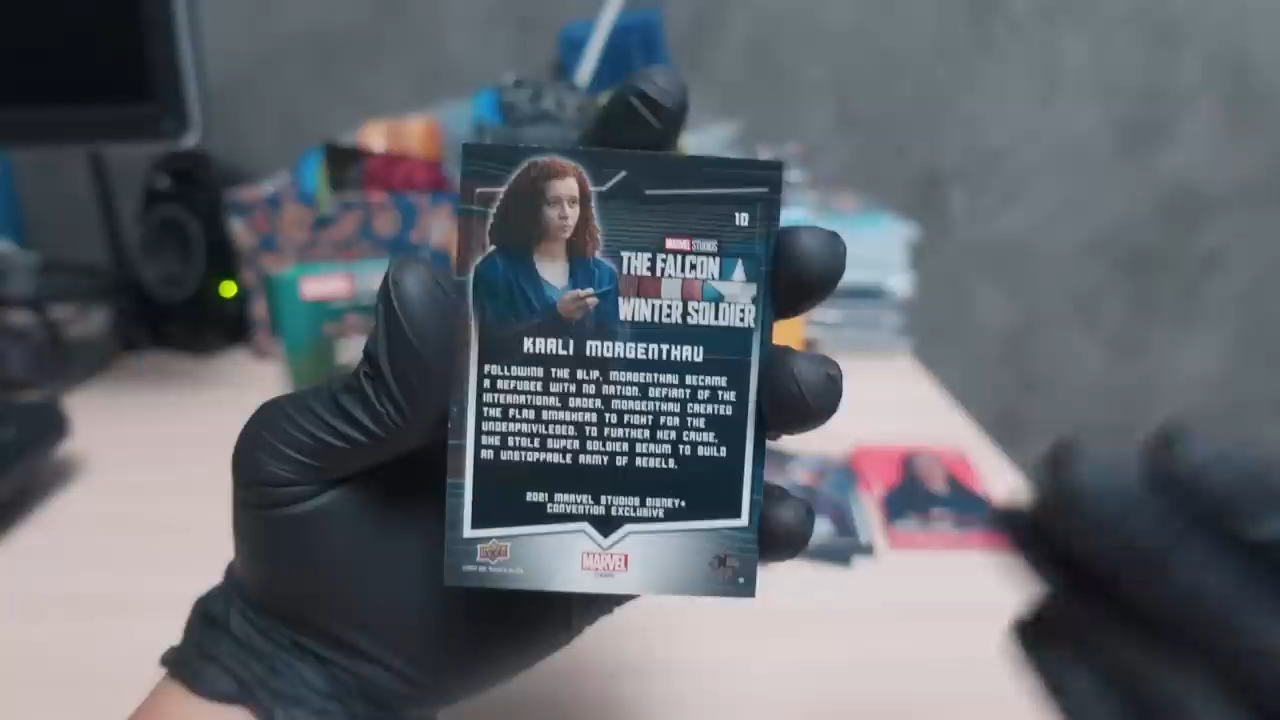 10
MARVEL STUDIOS
THE FALCON
WINTER SOLDIER
KARLI MORGENTHAU
FOLLOWING THE BLIP, MORGENTHAU BECAME
A REFUGEE WITH NO NATION. DEFIANT OF THE
INTERNATIONAL ORDER, MORGENTHAU CREATED
THE FLAG SMASHERS TO FIGHT FOR THE
UNDERPRIVILEGED. TO FURTHER HER CAUSE,
SHE STOLE SUPER SOLDIER SERUM TO BUILD
AN UNSTOPPABLE ARMY OF REBELS.
2021 MARVEL STUDIOS DISNEY+
CONVENTION EXCLUSIVE
MARVEL
STUDIOS
MARVEL